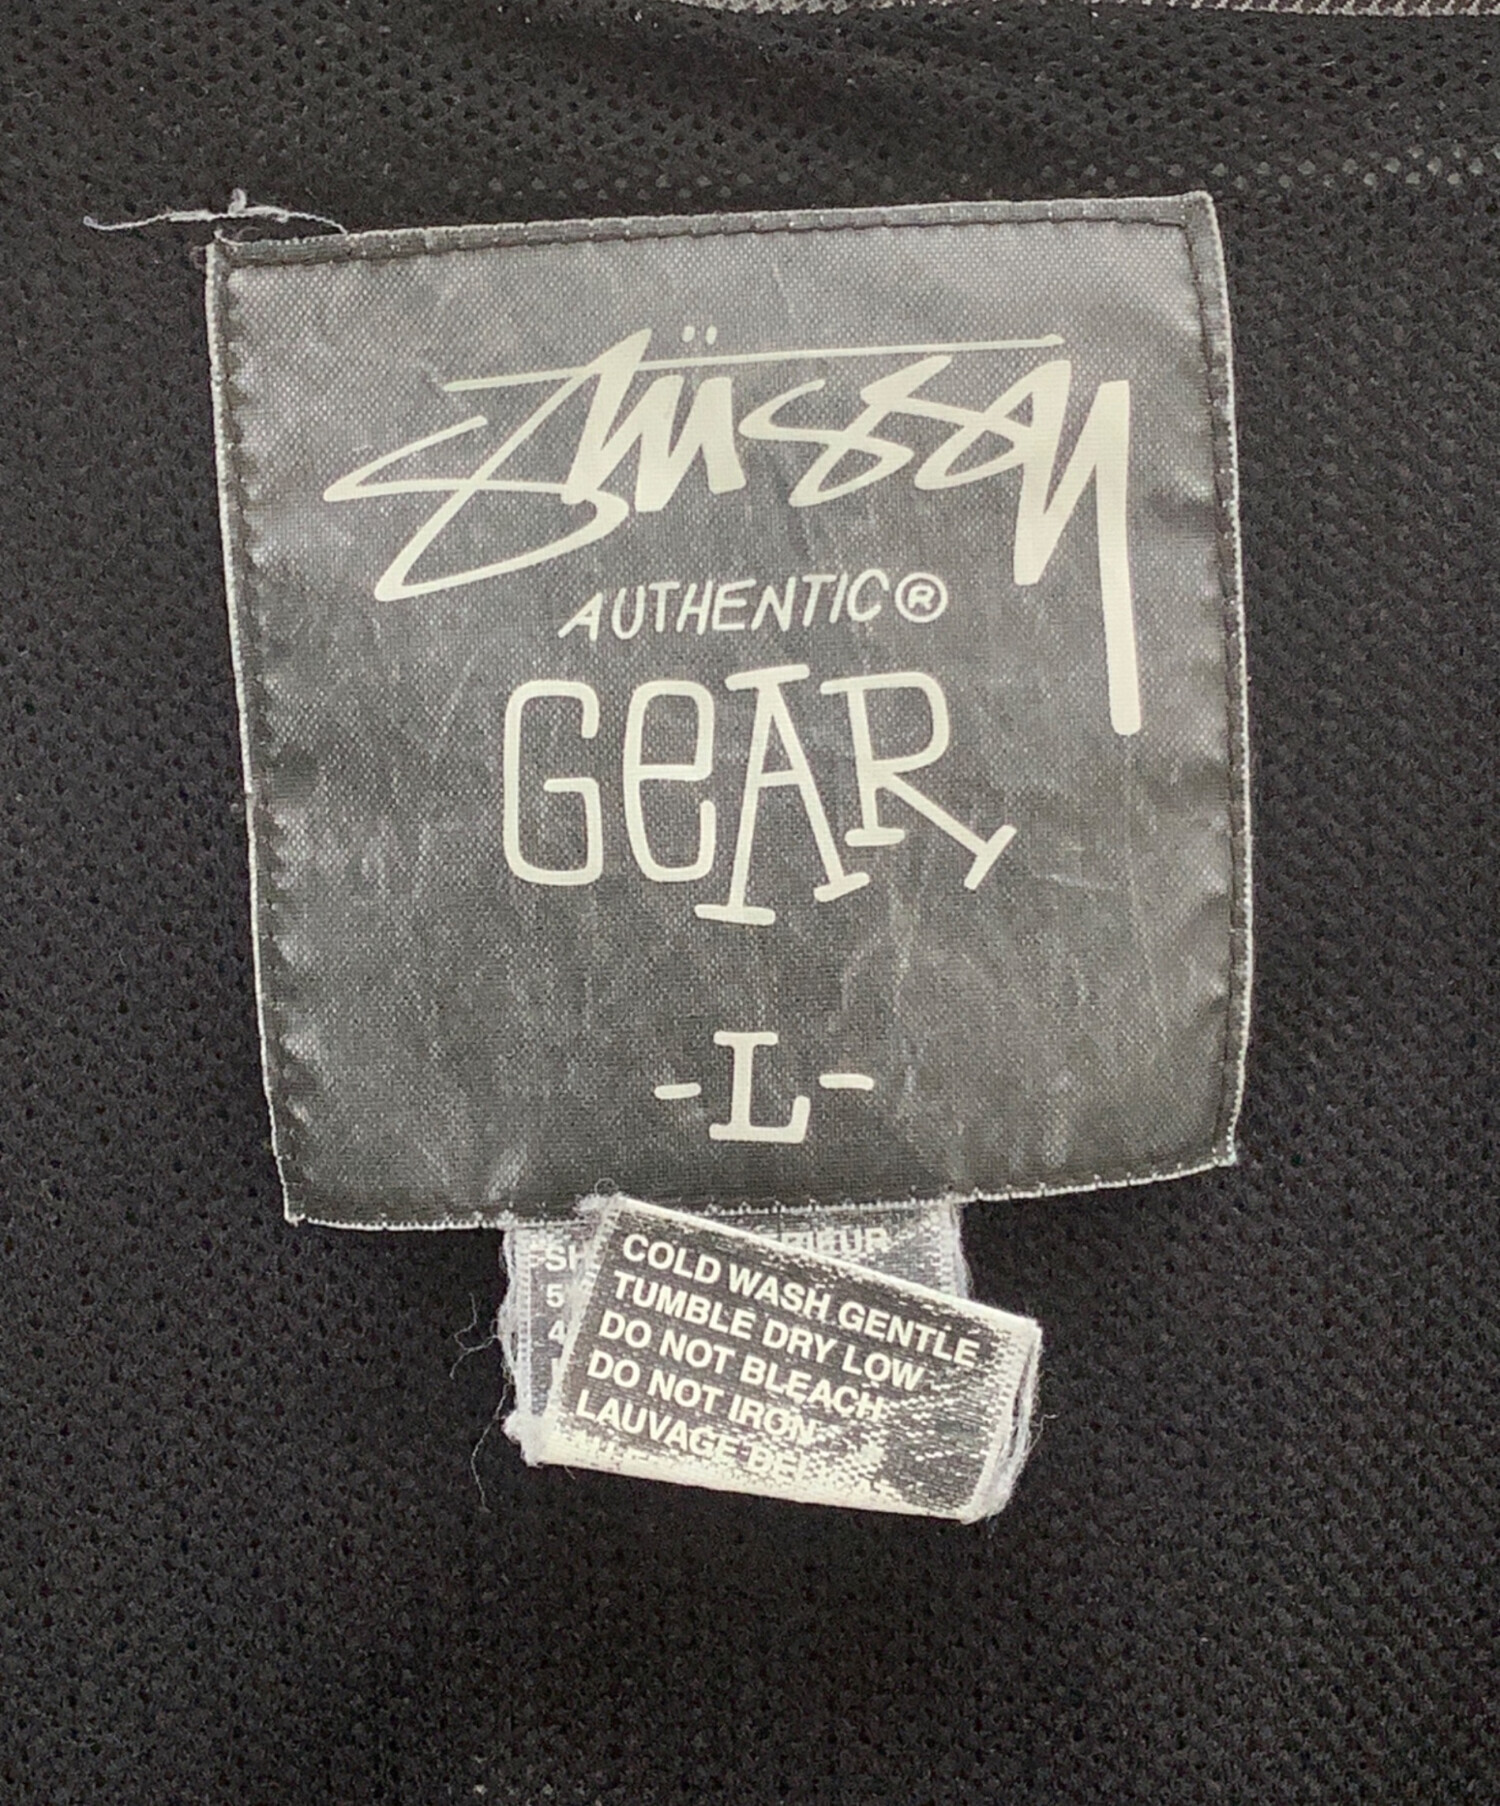 Stüssy
AUTHENTIC®
GeAR
-L-
COLD WASH GENTLE
TUMBLE DRY LOW
DO NOT BLEACH
DO NOT IRON
LAUVAGE